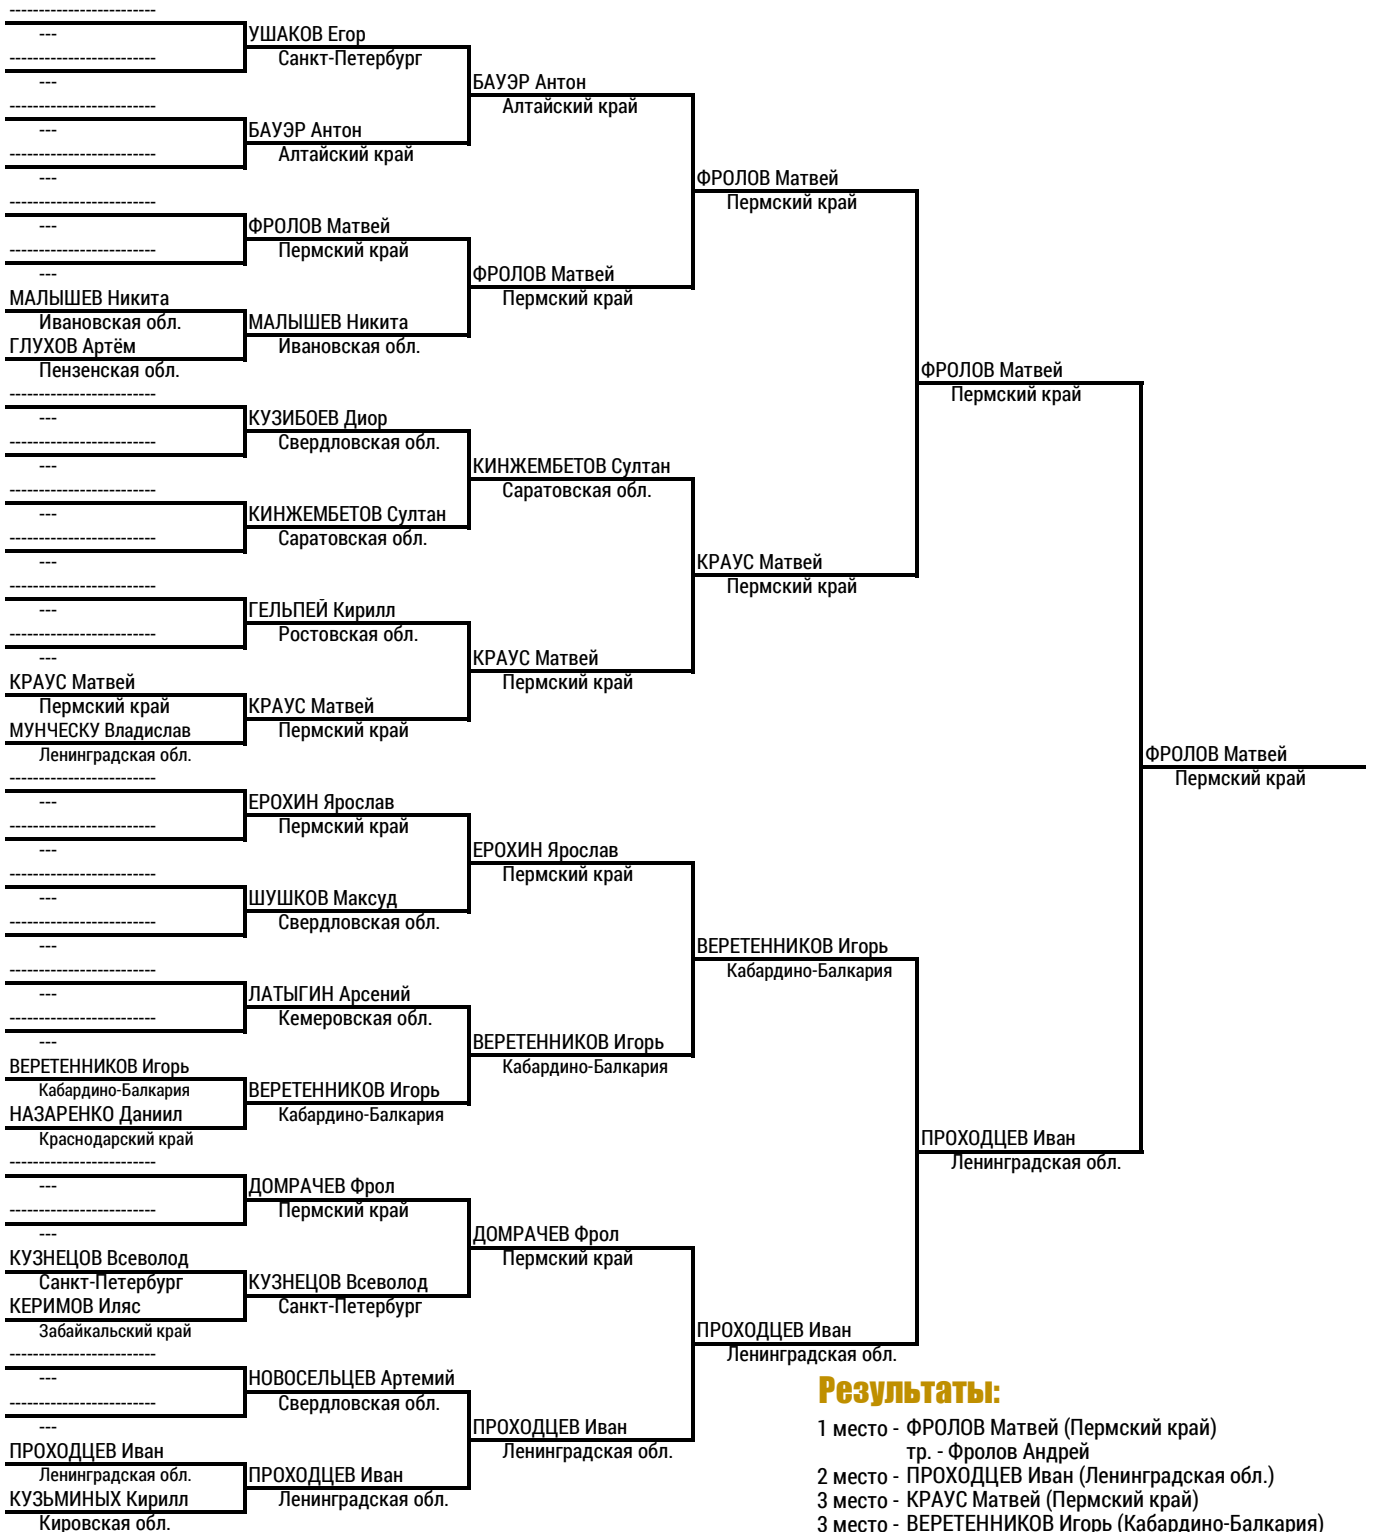 -------------------------
---
-------------------------
---
-------------------------
---
-------------------------
---
-------------------------
---
-------------------------
---
МАЛЫШЕВ Никита
Ивановская обл.
ГЛУХОВ Артём
Пензенская обл.
-------------------------
---
-------------------------
---
-------------------------
---
-------------------------
---
-------------------------
---
-------------------------
---
КРАУС Матвей
Пермский край
МУНЧЕСКУ Владислав
Ленинградская обл.
-------------------------
---
-------------------------
---
-------------------------
---
-------------------------
---
-------------------------
---
-------------------------
---
ВЕРЕТЕННИКОВ Игорь
Кабардино-Балкария
НАЗАРЕНКО Даниил
Краснодарский край
-------------------------
---
-------------------------
---
КУЗНЕЦОВ Всеволод
Санкт-Петербург
КЕРИМОВ Иляс
Забайкальский край
-------------------------
---
-------------------------
---
ПРОХОДЦЕВ Иван
Ленинградская обл.
КУЗЬМИНЫХ Кирилл
Кировская обл.
УШАКОВ Егор
Санкт-Петербург
БАУЭР Антон
Алтайский край
ФРОЛОВ Матвей
Пермский край
МАЛЫШЕВ Никита
Ивановская обл.
КУЗИБОЕВ Диор
Свердловская обл.
КИНЖЕМБЕТОВ Султан
Саратовская обл.
ГЕЛЬПЕЙ Кирилл
Ростовская обл.
КРАУС Матвей
Пермский край
ЕРОХИН Ярослав
Пермский край
ШУШКОВ Максуд
Свердловская обл.
ЛАТЫГИН Арсений
Кемеровская обл.
ВЕРЕТЕННИКОВ Игорь
Кабардино-Балкария
ДОМРАЧЕВ Фрол
Пермский край
КУЗНЕЦОВ Всеволод
Санкт-Петербург
НОВОСЕЛЬЦЕВ Артемий
Свердловская обл.
ПРОХОДЦЕВ Иван
Ленинградская обл.
БАУЭР Антон
Алтайский край
ФРОЛОВ Матвей
Пермский край
КИНЖЕМБЕТОВ Султан
Саратовская обл.
КРАУС Матвей
Пермский край
ЕРОХИН Ярослав
Пермский край
ВЕРЕТЕННИКОВ Игорь
Кабардино-Балкария
ДОМРАЧЕВ Фрол
Пермский край
ПРОХОДЦЕВ Иван
Ленинградская обл.
ФРОЛОВ Матвей
Пермский край
КРАУС Матвей
Пермский край
ВЕРЕТЕННИКОВ Игорь
Кабардино-Балкария
ПРОХОДЦЕВ Иван
Ленинградская обл.
ФРОЛОВ Матвей
Пермский край
ПРОХОДЦЕВ Иван
Ленинградская обл.
ФРОЛОВ Матвей
Пермский край
Результаты:
1 место - ФРОЛОВ Матвей (Пермский край)
тр. - Фролов Андрей
2 место - ПРОХОДЦЕВ Иван (Ленинградская обл.)
3 место - КРАУС Матвей (Пермский край)
3 место - ВЕРЕТЕННИКОВ Игорь (Кабардино-Балкария)